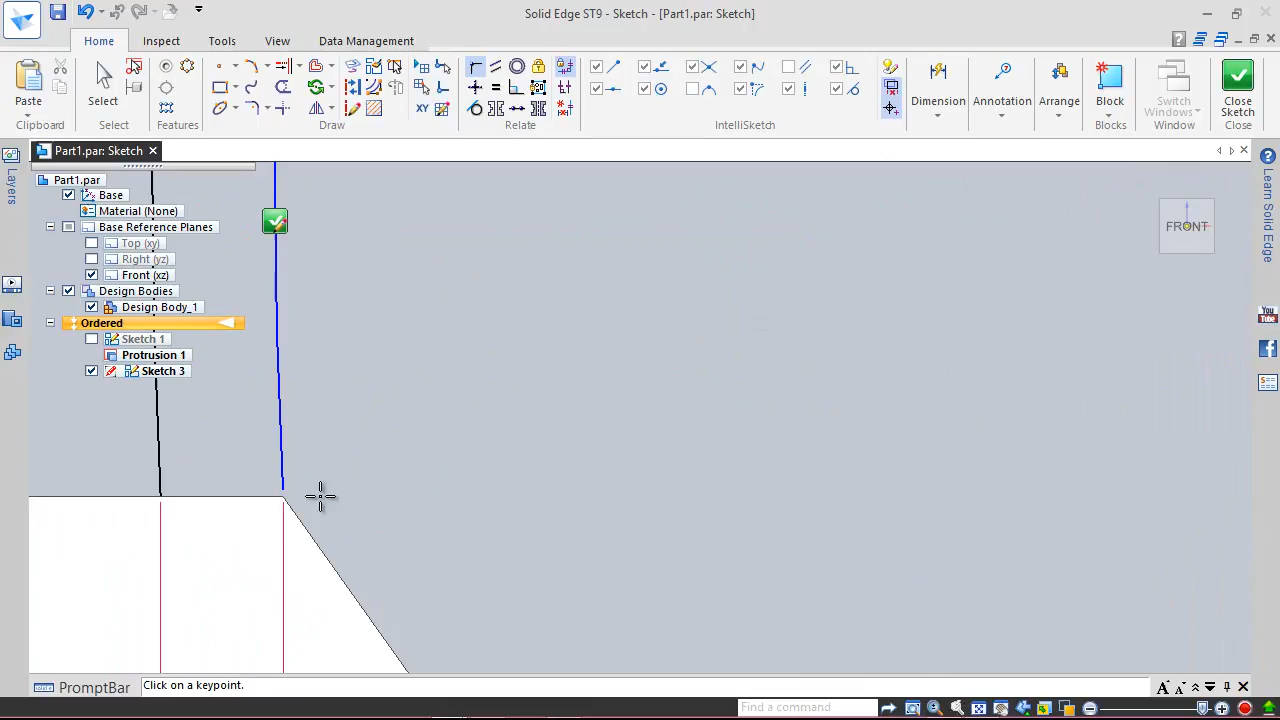 Solid Edge ST9 - Sketch - [Part1.par: Sketch]
Home
Inspect
Tools
View
Data Management
Paste
Select
Dimension
Annotation
Arrange
Block
Switch
Windows
Close
Sketch
Clipboard
Select
Features
Draw
Relate
IntelliSketch
Blocks
Window
Close
Part1.par: Sketch
Layers
Learn Solid Edge
Part1.par
Base
Material (None)
Base Reference Planes
Top (xy)
Right (yz)
Front (xz)
Design Bodies
Design Body_1
Ordered
Sketch 1
Protrusion 1
Sketch 3
FRONT
You
Tube
PromptBar
Click on a keypoint.
Find a command